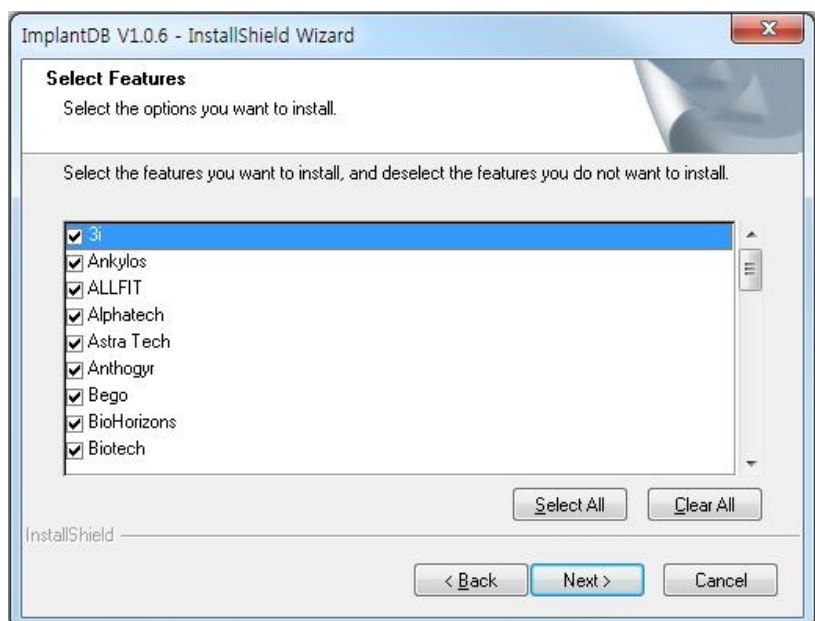 ImplantDB V1.0.6 - InstallShield Wizard
Select Features
Select the options you want to install.
Select the features you want to install, and deselect the features you do not want to install.
3i
Ankylos
ALLFIT
Alphatech
Astra Tech
Anthogyr
Bego
BioHorizons
Biotech
Select All
Clear All
InstallShield
< Back
Next >
Cancel